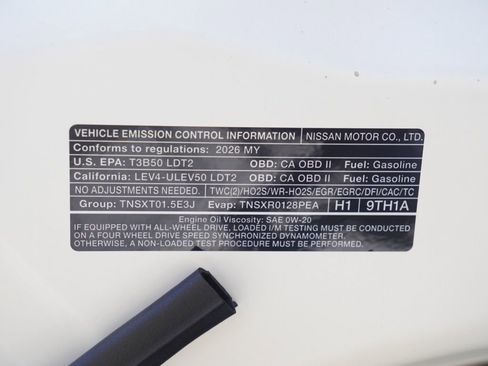 VEHICLE EMISSION CONTROL INFORMATION NISSAN MOTOR CO., LTD.
Conforms to regulations: 2026 MY
U.S. EPA: T3B50 LDT2 OBD: CA OBD II Fuel: Gasoline
California: LEV4-ULEV50 LDT2 OBD: CA OBD II Fuel: Gasoline
NO ADJUSTMENTS NEEDED. TWC(2)/HO2S/WR-HO2S/EGR/EGRC/DFI/CAC/TC
Group: TNSXT01.5E3J Evap: TNSXR0128PEA H1 9TH1A
Engine Oil Viscosity: SAE 0W-20
IF EQUIPPED WITH ALL-WHEEL DRIVE, LOADED I/M TESTING MUST BE CONDUCTED
ON A FOUR WHEEL DRIVE SPEED SYNCHRONIZED DYNAMOMETER.
OTHERWISE, A NON-LOADED TEST MUST BE CONDUCTED.